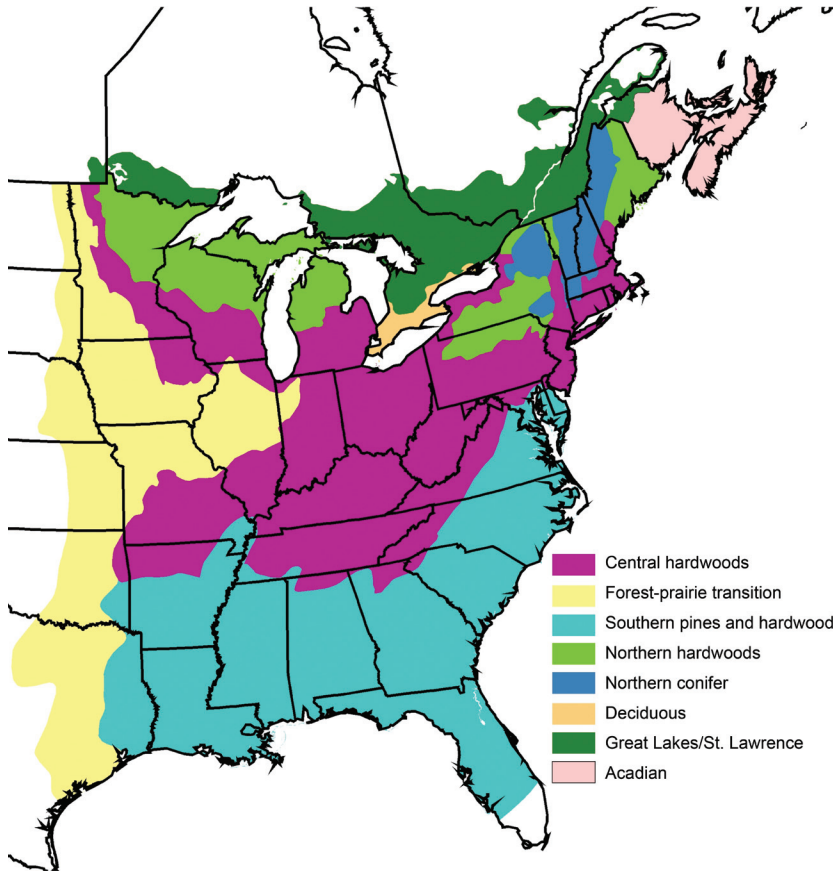 Central hardwoods
Forest-prairie transition
Southern pines and hardwood
Northern hardwoods
Northern conifer
Deciduous
Great Lakes/St. Lawrence
Acadian